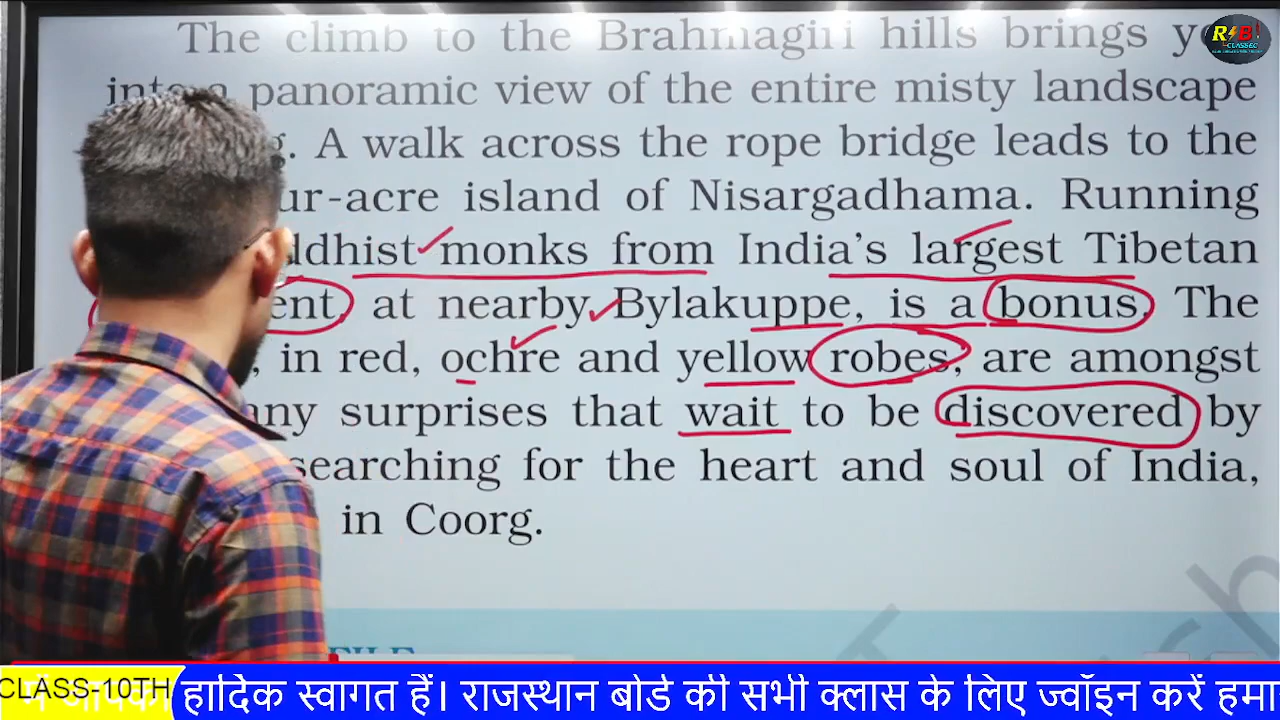 The climb to the Brahmagiri hills brings
into a panoramic view of the entire misty landscape
A walk across the rope bridge leads to the
ur-acre island of Nisargadhama. Running
ddhist monks from India's largest Tibetan
ent, at nearby Bylakuppe, is a bonus. The
, in red, ochre and yellow robes, are amongst
ny surprises that wait to be discovered by
searching for the heart and soul of India,
in Coorg.
CLASS-10TH
हार्दिक स्वागत हैं। राजस्थान बोर्ड की सभी क्लास के लिए ज्वॉइन करें हमा